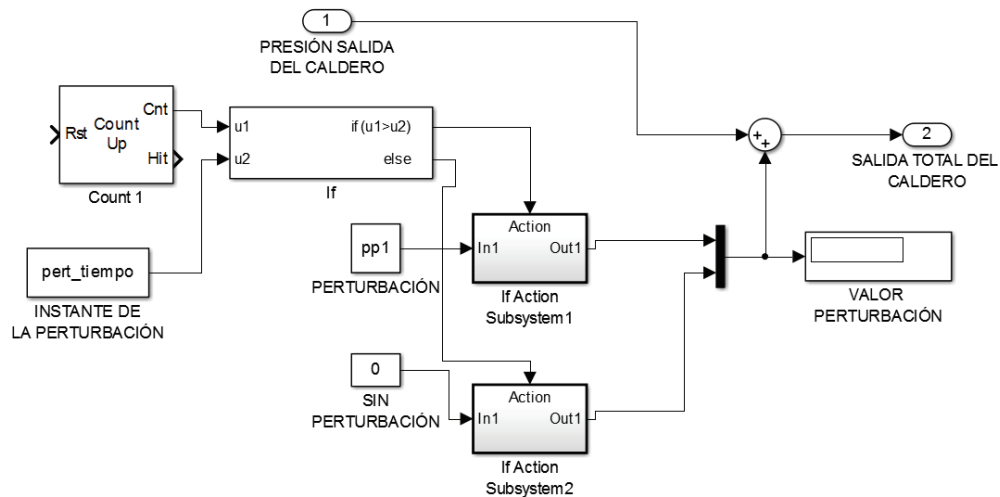 1
PRESIÓN SALIDA
DEL CALDERO
Rst
Count
Up
Cnt
Hit
Count 1
u1
u2
if(u1>u2)
else
If
2
SALIDA TOTAL DEL
CALDERO
pert_tiempo
INSTANTE DE
LA PERTURBACIÓN
pp1
PERTURBACIÓN
Action
In1
Out1
If Action
Subsystem1
VALOR
PERTURBACIÓN
0
SIN
PERTURBACIÓN
Action
In1
Out1
If Action
Subsystem2